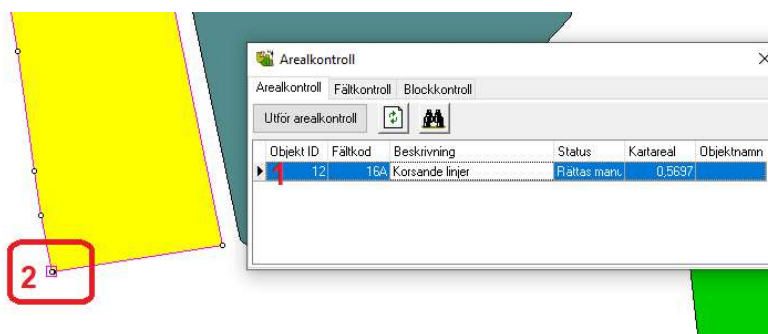 Arealkontroll
Arealkontroll Fältkontroll Blockkontroll
Utför arealkontroll
Objekt ID Fältkod Beskrivning Status Kartareal Objektnamn
1 12 16A Korsande linjer Rättas manu 0,5697
2